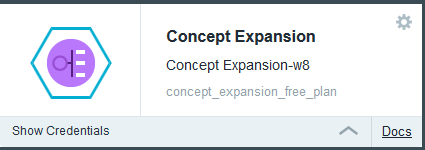 Concept Expansion
Concept Expansion-w8
concept_expansion_free_plan
Show Credentials
Docs